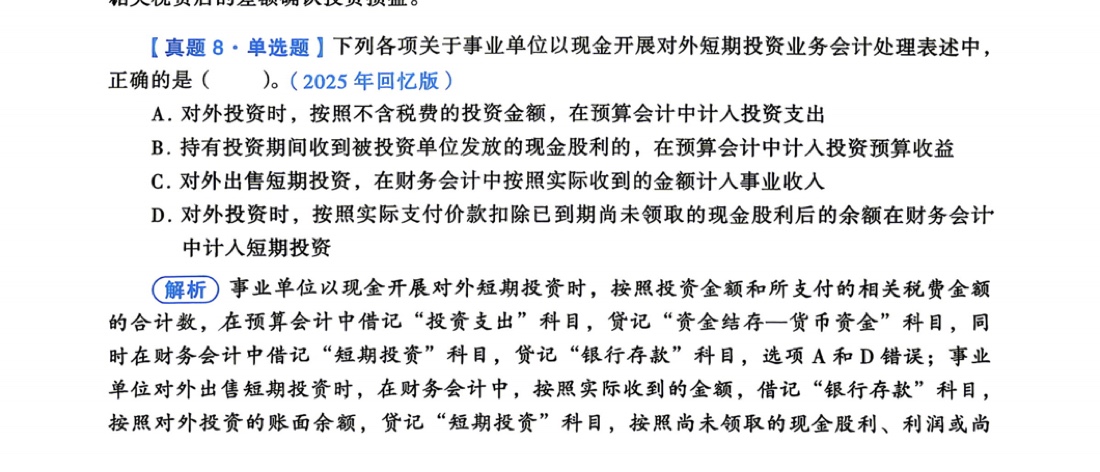 相关税费后的差额确认投资损益。
【真题 8·单选题】下列各项关于事业单位以现金开展对外短期投资业务会计处理表述中，
正确的是（　　）。（2025 年回忆版）
A. 对外投资时，按照不含税费的投资金额，在预算会计中计入投资支出
B. 持有投资期间收到被投资单位发放的现金股利的，在预算会计中计入投资预算收益
C. 对外出售短期投资，在财务会计中按照实际收到的金额计入事业收入
D. 对外投资时，按照实际支付价款扣除已到期尚未领取的现金股利后的余额在财务会计
中计入短期投资
解析 事业单位以现金开展对外短期投资时，按照投资金额和所支付的相关税费金额
的合计数，在预算会计中借记“投资支出”科目，贷记“资金结存—货币资金”科目，同
时在财务会计中借记“短期投资”科目，贷记“银行存款”科目，选项 A 和 D 错误；事业
单位对外出售短期投资时，在财务会计中，按照实际收到的金额，借记“银行存款”科目，
按照对外投资的账面余额，贷记“短期投资”科目，按照尚未领取的现金股利、利润或尚